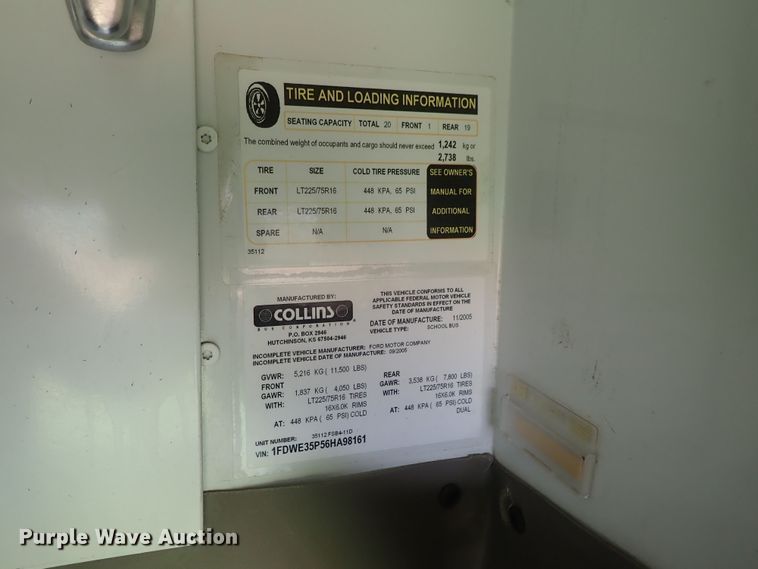 TIRE AND LOADING INFORMATION
SEATING CAPACITY TOTAL 20 FRONT 1 REAR 19
The combined weight of occupants and cargo should never exceed 1,242 kg or
2,738 lbs.
TIRE SIZE COLD TIRE PRESSURE SEE OWNER'S
FRONT LT225/75R16 448 KPA, 65 PSI MANUAL FOR
REAR LT225/75R16 448 KPA, 65 PSI ADDITIONAL
SPARE N/A N/A INFORMATION
35112
MANUFACTURED BY:
COLLINS
BUS CORPORATION
P.O. BOX 2946
HUTCHINSON, KS 67504-2946
THIS VEHICLE CONFORMS TO ALL
APPLICABLE FEDERAL MOTOR VEHICLE
SAFETY STANDARDS IN EFFECT ON THE
DATE OF MANUFACTURE
DATE OF MANUFACTURE: 11/2005
VEHICLE TYPE: SCHOOL BUS
INCOMPLETE VEHICLE MANUFACTURER: FORD MOTOR COMPANY
INCOMPLETE VEHICLE DATE OF MANUFACTURE: 09/2005
GVWR: 5,216 KG ( 11,500 LBS)
FRONT
GAWR: 1,837 KG ( 4,050 LBS)
WITH: LT225/75R16 TIRES
16X6.0K RIMS
AT: 448 KPA ( 65 PSI) COLD
REAR
GAWR: 3,538 KG ( 7,800 LBS)
WITH: LT225/75R16 TIRES
16X6.0K RIMS
AT: 448 KPA ( 65 PSI) COLD
DUAL
UNIT NUMBER: 35112 FSB4-11D
VIN: 1FDWE35P56HA98161
Purple Wave Auction